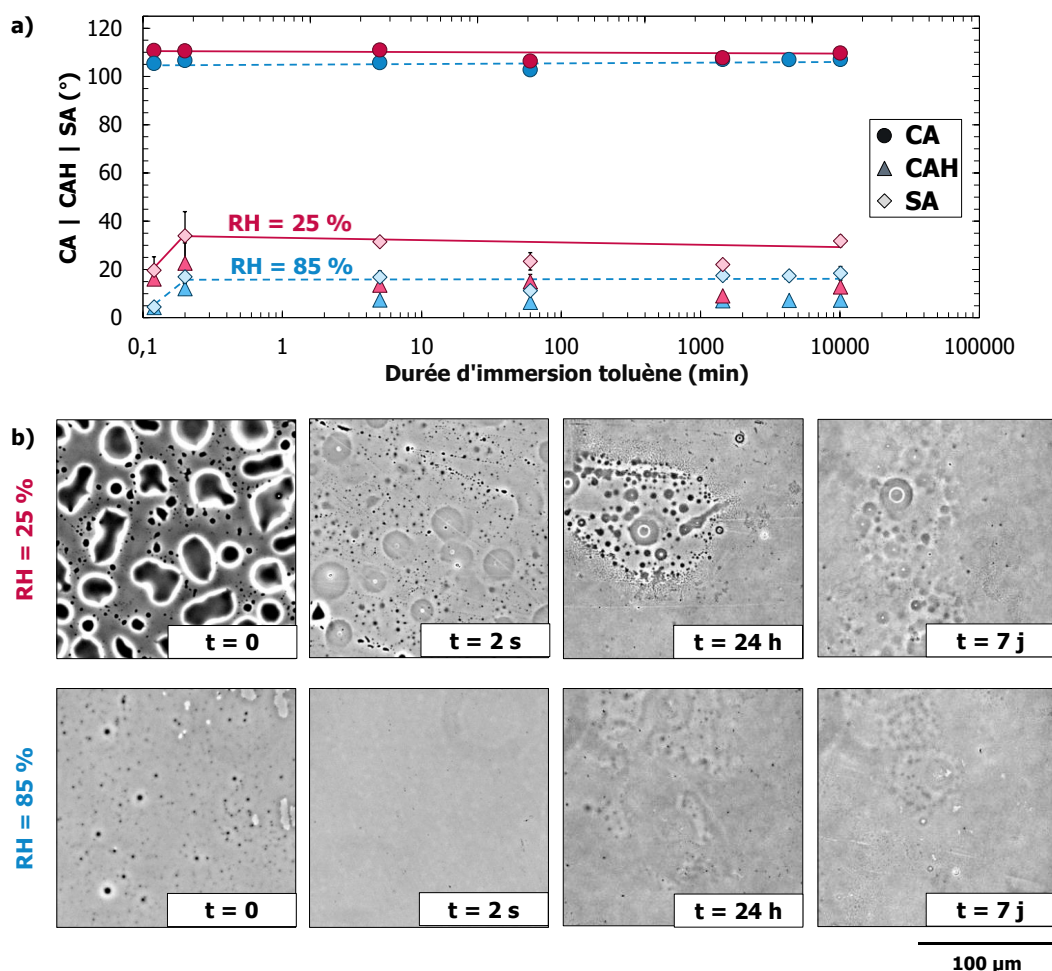 a)
120
100
80
60
40
20
0
CA | CAH | SA (°)
CA
CAH
SA
RH = 25 %
RH = 85 %
0,1 1 10 100 1000 10000 100000
Durée d'immersion toluène (min)
b)
RH = 25 %
t = 0
t = 2 s
t = 24 h
t = 7 j
RH = 85 %
t = 0
t = 2 s
t = 24 h
t = 7 j
100 µm